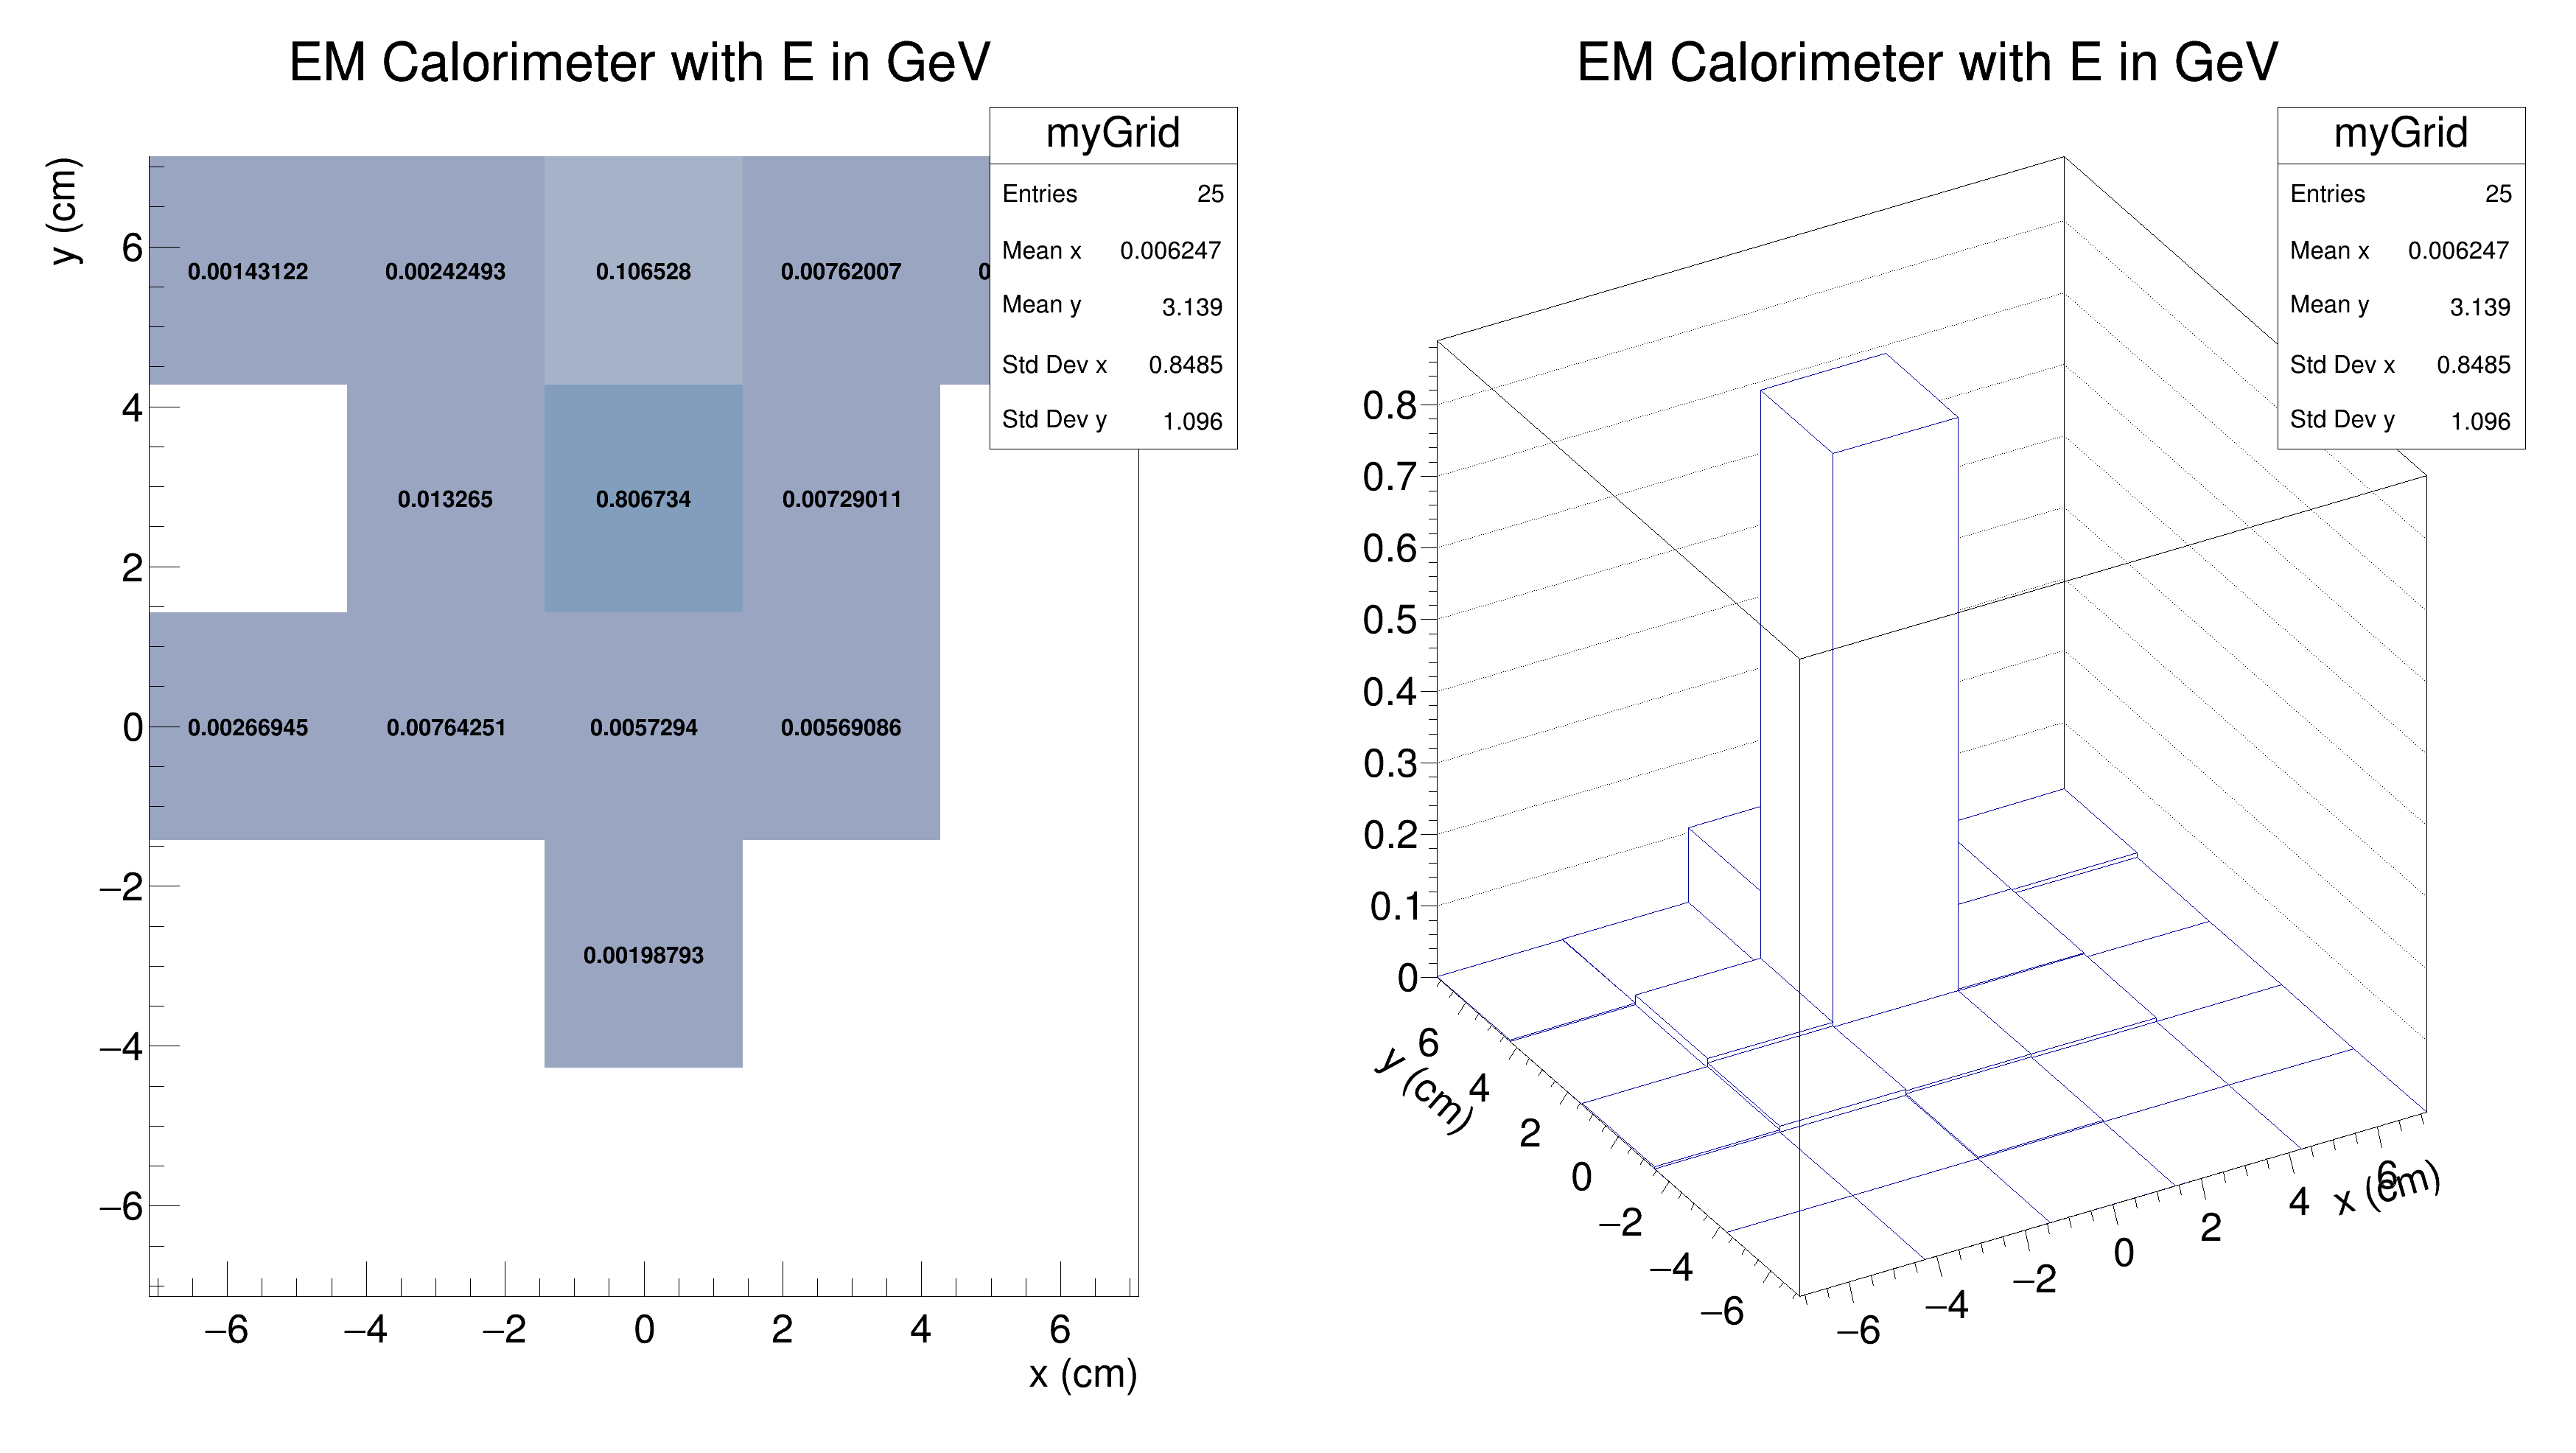 EM Calorimeter with E in GeV
myGrid
Entries 25
Mean x 0.006247
Mean y 3.139
Std Dev x 0.8485
Std Dev y 1.096
y (cm)
6
4
2
0
−2
−4
−6
0.00143122 0.00242493 0.106528 0.00762007 0
0.013265 0.806734 0.00729011
0.00266945 0.00764251 0.0057294 0.00569086
0.00198793
−6 −4 −2 0 2 4 6
x (cm)
EM Calorimeter with E in GeV
myGrid
Entries 25
Mean x 0.006247
Mean y 3.139
Std Dev x 0.8485
Std Dev y 1.096
0.8
0.7
0.6
0.5
0.4
0.3
0.2
0.1
0
6
4
2
0
−2
−4
−6
y (cm)
−6 −4 −2 0 2 4 6
x (cm)